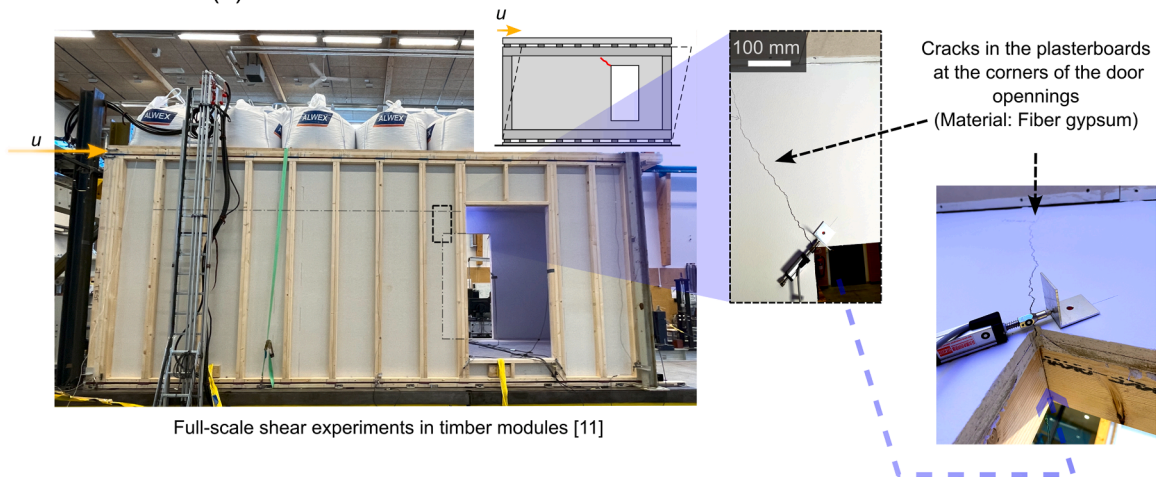 u
100 mm
Cracks in the plasterboards
at the corners of the door
opennings
(Material: Fiber gypsum)
ALWEX
ALWEX
ALWEX
ALWEX
u
Full-scale shear experiments in timber modules [11]